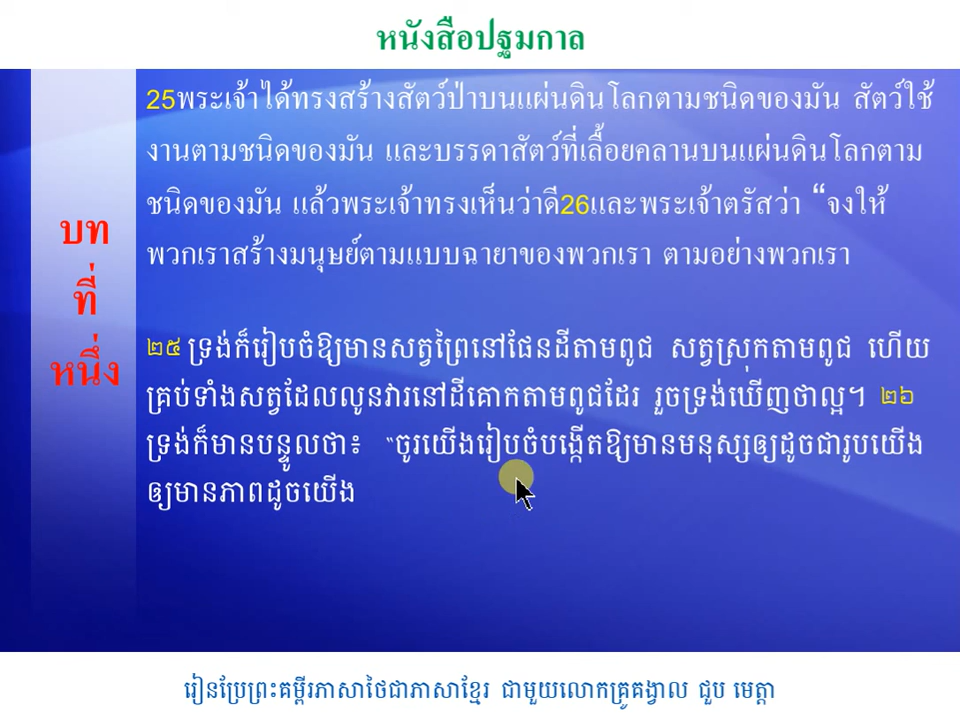 หนังสือปฐมกาล
25พระเจ้าได้ทรงสร้างสัตว์ป่าบนแผ่นดินโลกตามชนิดของมัน สัตว์ใช้
งานตามชนิดของมัน และบรรดาสัตว์ที่เลื้อยคลานบนแผ่นดินโลกตาม
ชนิดของมัน แล้วพระเจ้าทรงเห็นว่าดี26และพระเจ้าตรัสว่า “จงให้
พวกเราสร้างมนุษย์ตามแบบฉายาของพวกเรา ตามอย่างพวกเรา
บท
ที่
หนึ่ง
២៥ ទ្រង់ក៏រៀបចំឱ្យមានសត្វព្រៃនៅផែនដីតាមពូជ សត្វស្រុកតាមពូជ ហើយ
គ្រប់ទាំងសត្វដែលលូនវារនៅដីគោកតាមពូជដែរ រួចទ្រង់ឃើញថាល្អ។ ២៦
ទ្រង់ក៏មានបន្ទូលថា៖ “ចូរយើងរៀបចំបង្កើតឱ្យមានមនុស្សឲ្យដូចជារូបយើង
ឲ្យមានភាពដូចយើង
រៀនប្រែព្រះគម្ពីរភាសាថៃជាភាសាខ្មែរ ជាមួយលោកគ្រូគង្វាល ជួប មេត្តា